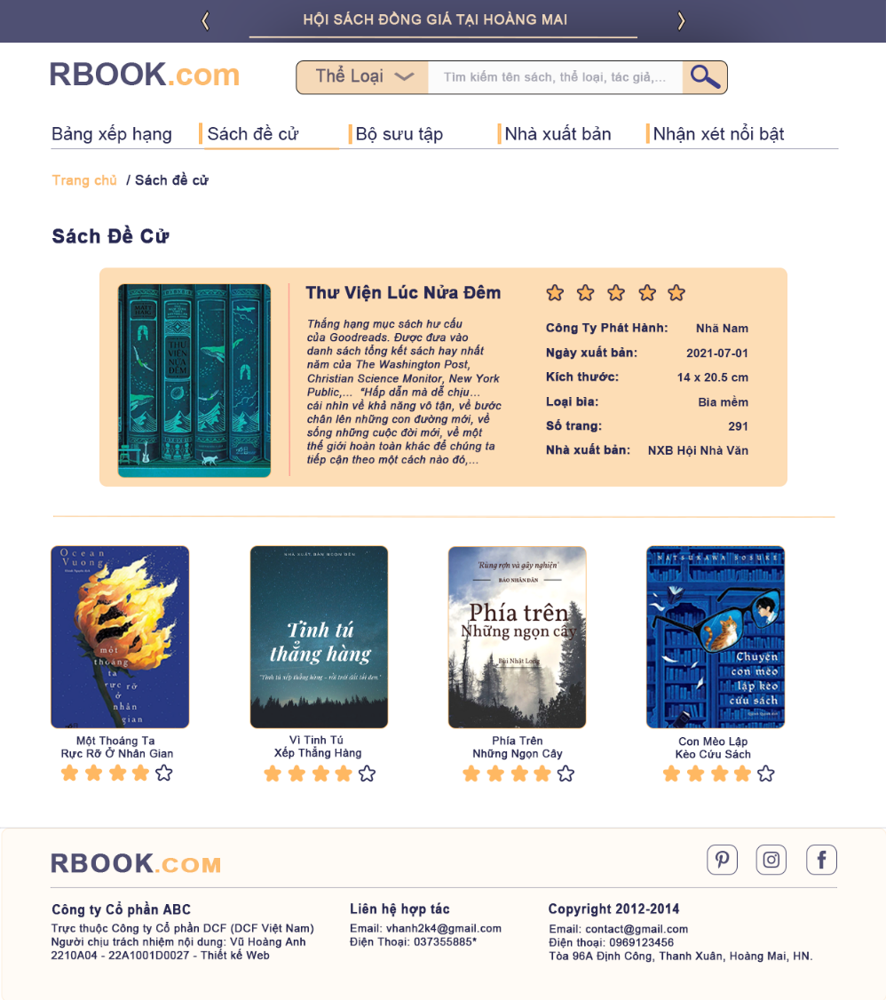 HỘI SÁCH ĐỒNG GIÁ TẠI HOÀNG MAI
RBOOK.com
Thể Loại
Tìm kiếm tên sách, thể loại, tác giả,...
Bảng xếp hạng
Sách đề cử
Bộ sưu tập
Nhà xuất bản
Nhận xét nổi bật
Trang chủ / Sách đề cử
Sách Đề Cử
MATT HAIG
THƯ VIỆN NỬA ĐÊM
Thư Viện Lúc Nửa Đêm
Thắng hạng mục sách hư cấu
của Goodreads. Được đưa vào
danh sách tổng kết sách hay nhất
năm của The Washington Post,
Christian Science Monitor, New York
Public,... “Hấp dẫn mà dễ chịu...
cái nhìn về khả năng vô tận, về bước
chân lên những con đường mới, về
sống những cuộc đời mới, về một
thế giới hoàn toàn khác để chúng ta
tiếp cận theo một cách nào đó,...
Công Ty Phát Hành: Nhã Nam
Ngày xuất bản: 2021-07-01
Kích thước: 14 x 20.5 cm
Loại bìa: Bìa mềm
Số trang: 291
Nhà xuất bản: NXB Hội Nhà Văn
Ocean
Vuong
một
thoáng
ta
rực rỡ
ở
nhân
gian
Một Thoáng Ta
Rực Rỡ Ở Nhân Gian
NHÀ XUẤT BẢN NGỌN NẾN
Tinh tú
thẳng hàng
"Tinh tú xếp thẳng hàng - rồi trời đất tối đen."
Vì Tinh Tú
Xếp Thẳng Hàng
'Rùng rợn và gây nghiện'
BÁO NHÂN DÂN
Phía trên
Những ngọn cây
Bùi Nhật Long
Phía Trên
Những Ngọn Cây
NATSUKAWA SOSUKE
Chuyện
con mèo
lập kèo
cứu sách
Con Mèo Lập
Kèo Cứu Sách
RBOOK.COM
Công ty Cổ phần ABC
Trực thuộc Công ty Cổ phần DCF (DCF Việt Nam)
Người chịu trách nhiệm nội dung: Vũ Hoàng Anh
2210A04 - 22A1001D0027 - Thiết kế Web
Liên hệ hợp tác
Email: vhanh2k4@gmail.com
Điện Thoại: 037355885*
Copyright 2012-2014
Email: contact@gmail.com
Điện thoại: 0969123456
Tòa 96A Định Công, Thanh Xuân, Hoàng Mai, HN.